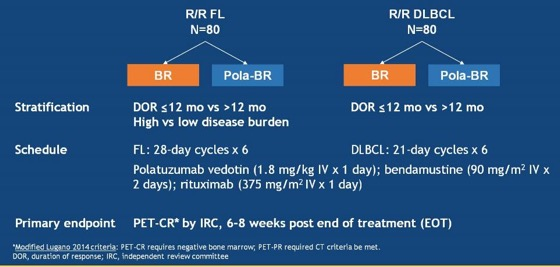 R/R FL
N=80
R/R DLBCL
N=80
BR
Pola-BR
BR
Pola-BR
Stratification
DOR ≤12 mo vs >12 mo
High vs low disease burden
DOR ≤12 mo vs >12 mo
Schedule
FL: 28-day cycles x 6
DLBCL: 21-day cycles x 6
Polatuzumab vedotin (1.8 mg/kg IV x 1 day); bendamustine (90 mg/m² IV x
2 days); rituximab (375 mg/m² IV x 1 day)
Primary endpoint
PET-CR* by IRC, 6-8 weeks post end of treatment (EOT)
*Modified Lugano 2014 criteria: PET-CR requires negative bone marrow; PET-PR required CT criteria be met.
DOR, duration of response; IRC, independent review committee